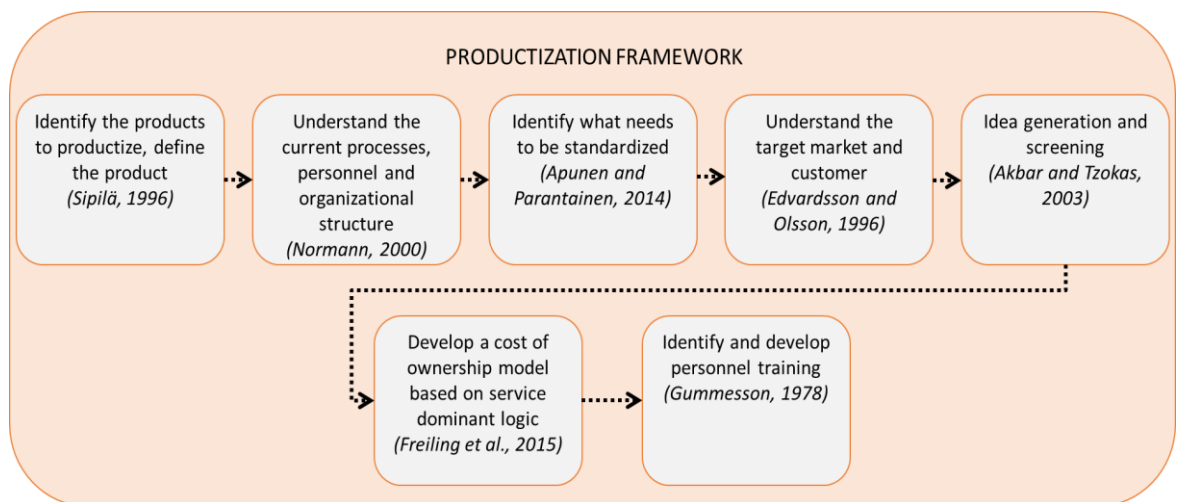 PRODUCTIZATION FRAMEWORK
Identify the products
to productize, define
the product
(Sipilä, 1996)
Understand the
current processes,
personnel and
organizational
structure
(Normann, 2000)
Identify what needs
to be standardized
(Apunen and
Parantainen, 2014)
Understand the
target market and
customer
(Edvardsson and
Olsson, 1996)
Idea generation and
screening
(Akbar and Tzokas,
2003)
Develop a cost of
ownership model
based on service
dominant logic
(Freiling et al., 2015)
Identify and develop
personnel training
(Gummesson, 1978)